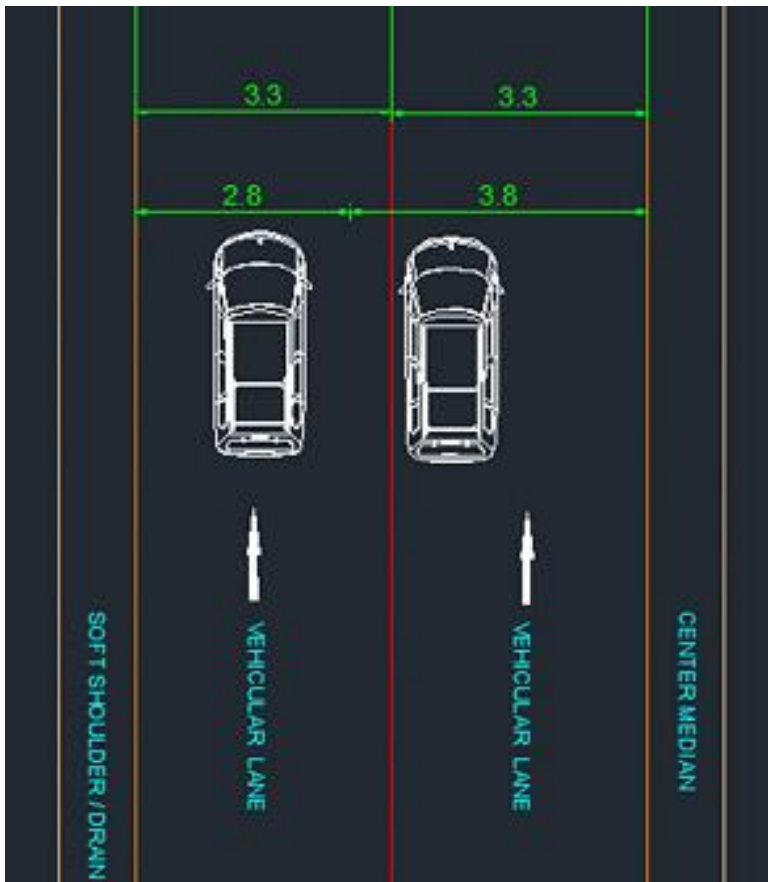 3.3
3.3
2.8
3.8
SOFT SHOULDER / DRAIN
VEHICULAR LANE
VEHICULAR LANE
CENTER MEDIAN